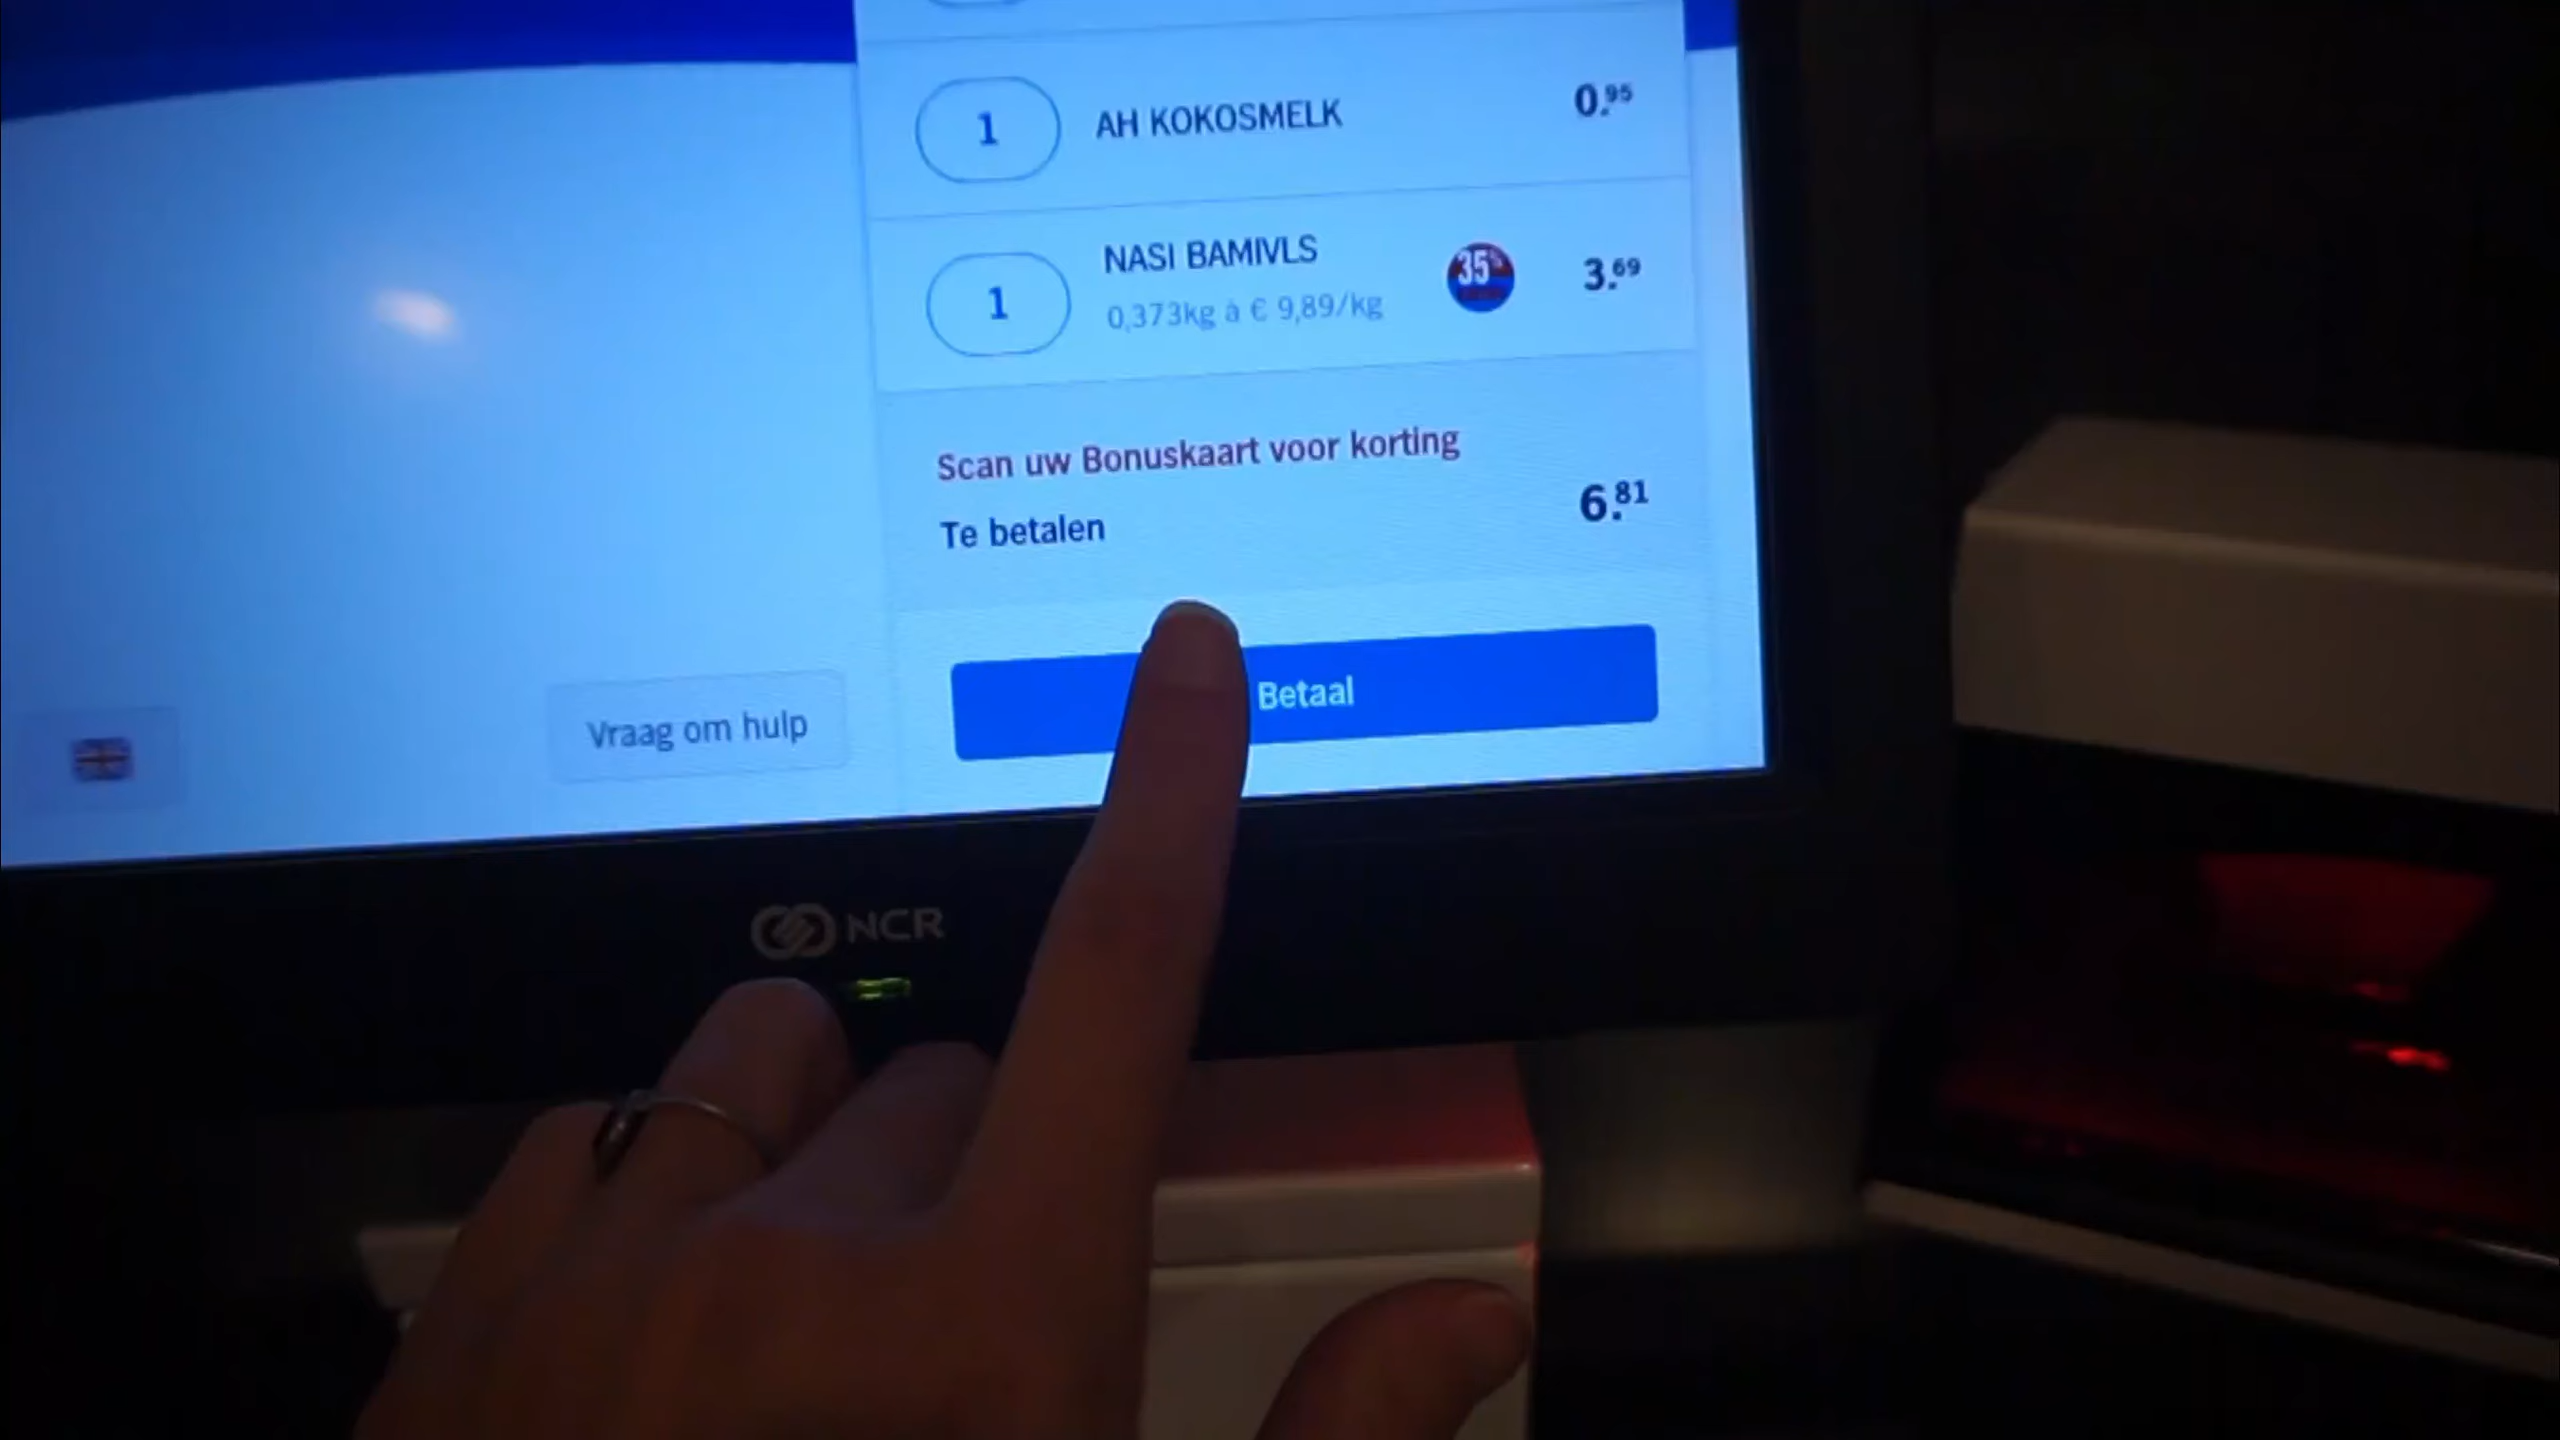 1 AH KOKOSMELK 0.95
1 NASI BAMIVLS 35% 3.69
0,373kg à € 9,89/kg
Scan uw Bonuskaart voor korting
Te betalen 6.81
Betaal
Vraag om hulp
NCR